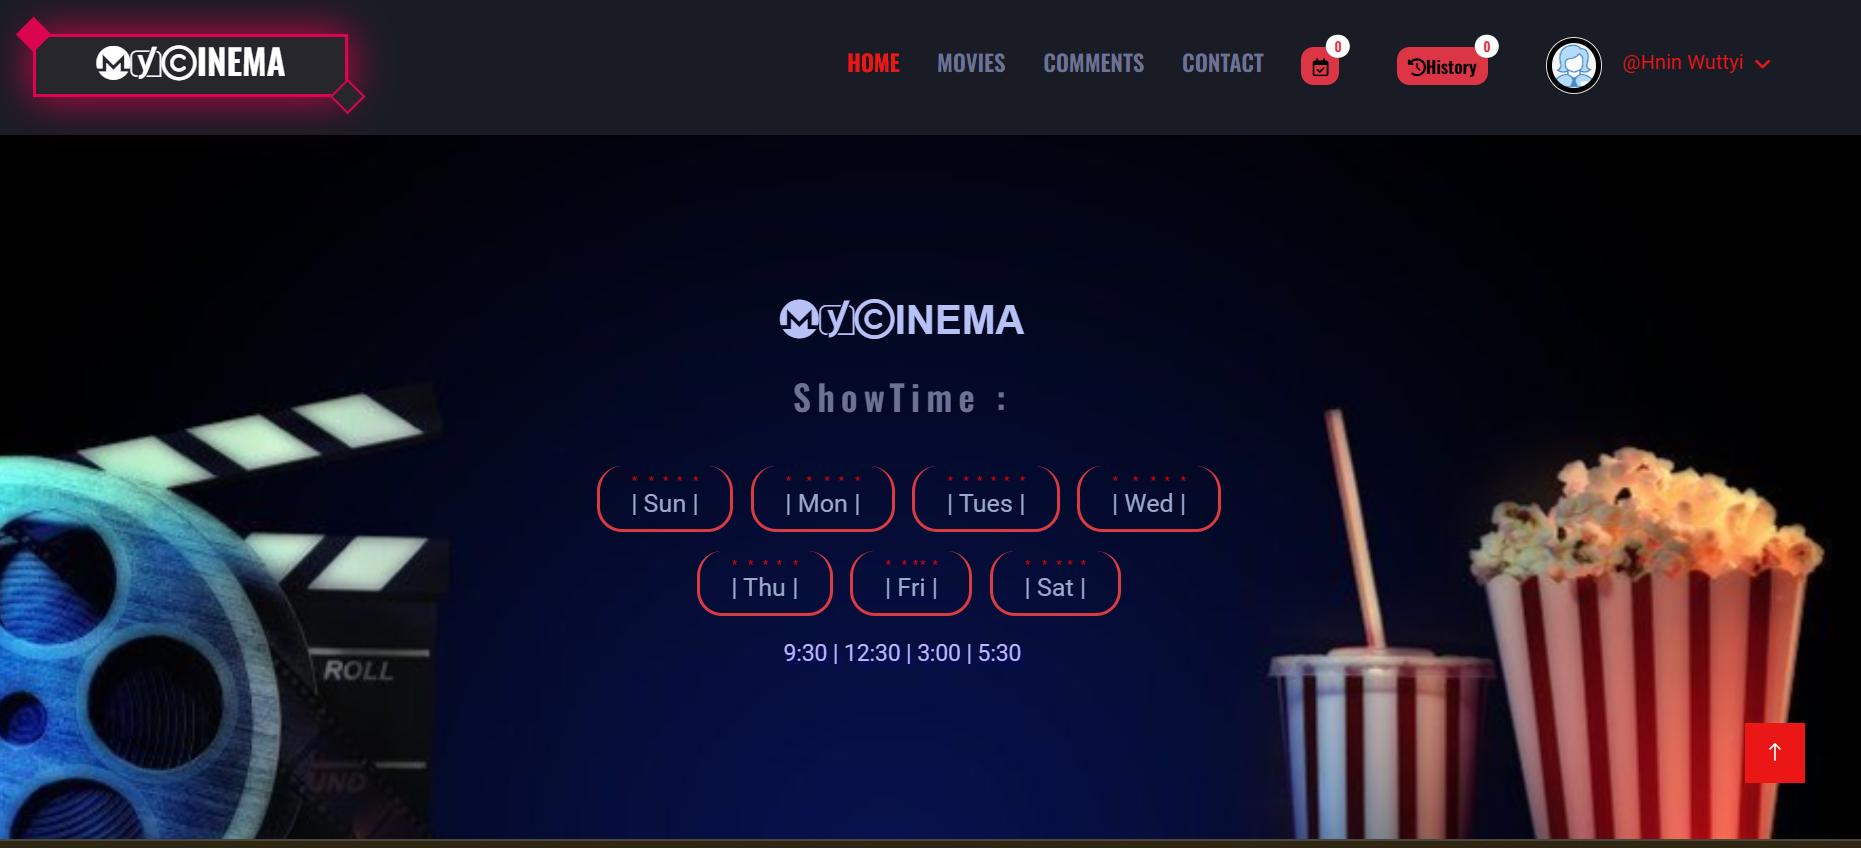 MyCINEMA
HOME MOVIES COMMENTS CONTACT 0 History 0 @Hnin Wuttyi
MyCINEMA
ShowTime :
* * * * * * * * * * * * * * * * * * * * *
| Sun | | Mon | | Tues | | Wed |
* * * * * * * *** * * * * * *
| Thu | | Fri | | Sat |
9:30 | 12:30 | 3:00 | 5:30
ROLL
UND